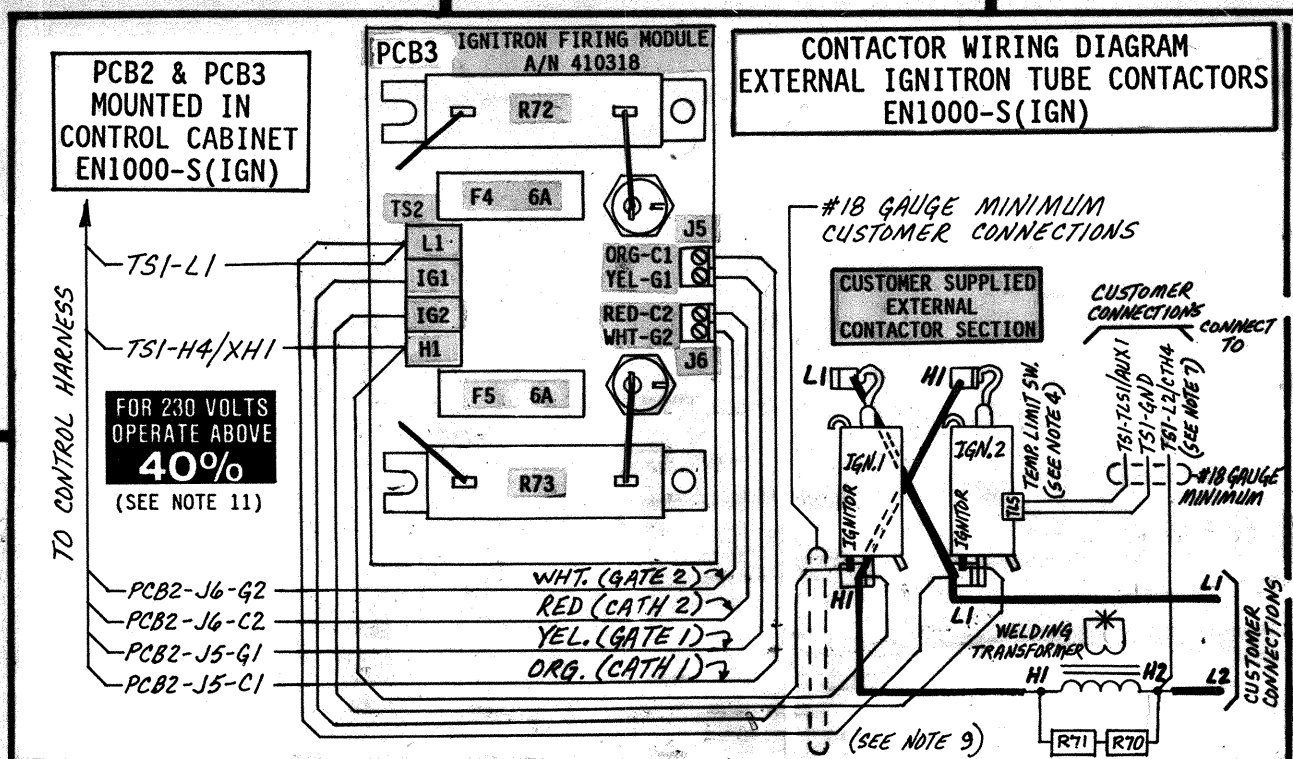 PCB2 & PCB3
MOUNTED IN
CONTROL CABINET
EN1000-S(IGN)
PCB3
IGNITRON FIRING MODULE
A/N 410318
CONTACTOR WIRING DIAGRAM
EXTERNAL IGNITRON TUBE CONTACTORS
EN1000-S(IGN)
R72
F4 6A
TS2
L1
IG1
IG2
H1
J5
ORG-C1
YEL-G1
RED-C2
WHT-G2
J6
F5 6A
R73
TS1-L1
TS1-H4/XH1
TO CONTROL HARNESS
FOR 230 VOLTS
OPERATE ABOVE
40%
(SEE NOTE 11)
PCB2-J6-G2
PCB2-J6-C2
PCB2-J5-G1
PCB2-J5-C1
WHT. (GATE 2)
RED (CATH 2)
YEL. (GATE 1)
ORG. (CATH 1)
#18 GAUGE MINIMUM
CUSTOMER CONNECTIONS
CUSTOMER SUPPLIED
EXTERNAL
CONTACTOR SECTION
CUSTOMER
CONNECTIONS
CONNECT
TO
TS1-TLS1/AUX1
TS1-GND
TS1-L2/CTH4
(SEE NOTE 7)
#18 GAUGE
MINIMUM
L1
H1
IGN.1
IGNITOR
IGN.2
IGNITOR
TEMP. LIMIT SW.
(SEE NOTE 4)
TLS
H1
L1
L1
WELDING
TRANSFORMER
H1
H2
L2
CUSTOMER
CONNECTIONS
R71
R70
(SEE NOTE 9)